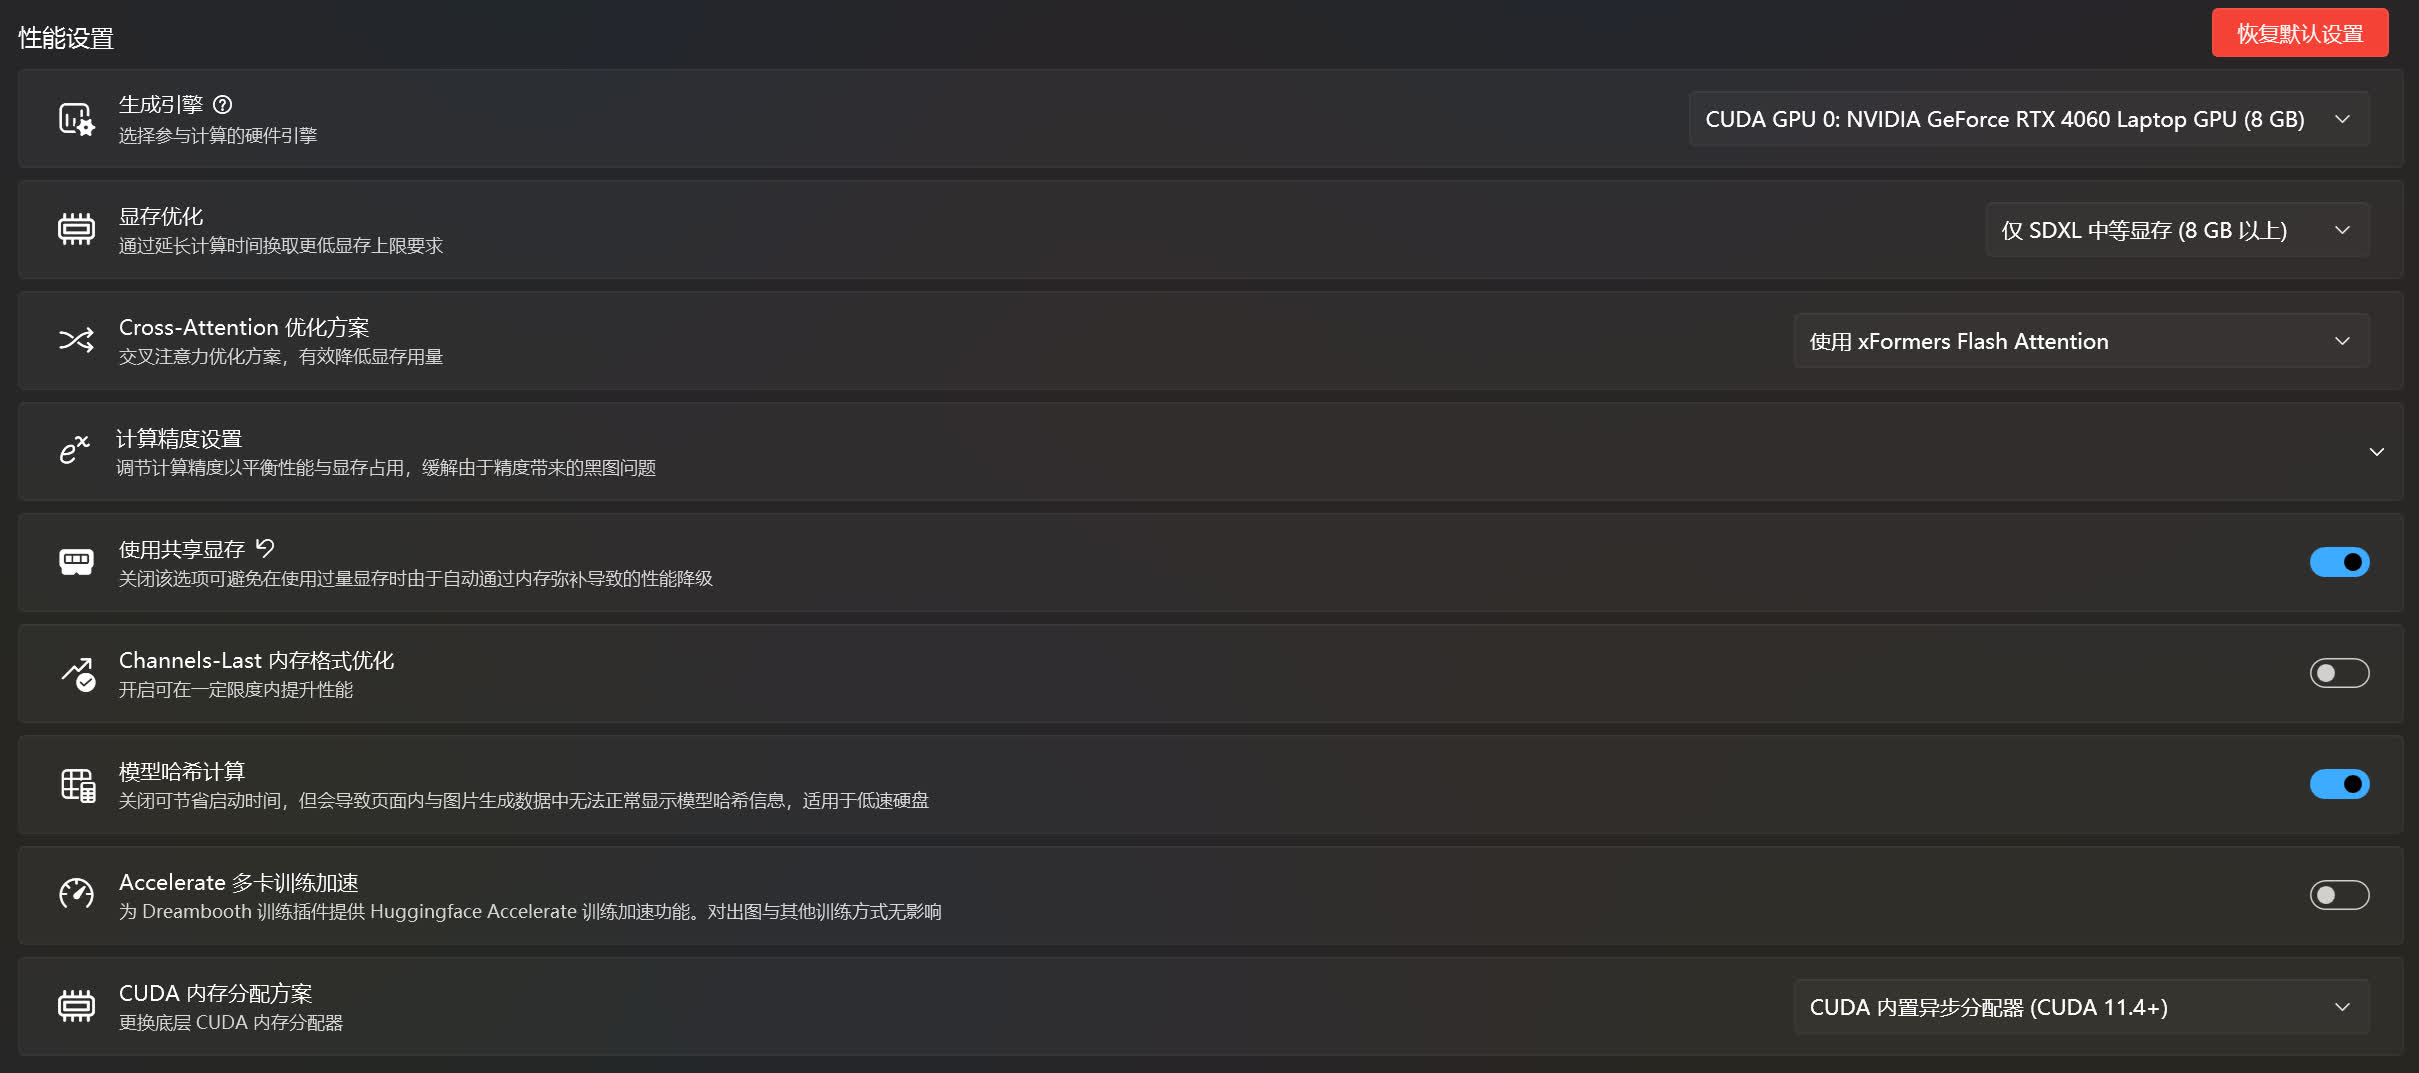 性能设置
恢复默认设置
生成引擎
选择参与计算的硬件引擎
CUDA GPU 0: NVIDIA GeForce RTX 4060 Laptop GPU (8 GB)
显存优化
通过延长计算时间换取更低显存上限要求
仅 SDXL 中等显存 (8 GB 以上)
Cross-Attention 优化方案
交叉注意力优化方案，有效降低显存用量
使用 xFormers Flash Attention
计算精度设置
调节计算精度以平衡性能与显存占用，缓解由于精度带来的黑图问题
使用共享显存
关闭该选项可避免在使用过量显存时由于自动通过内存弥补导致的性能降级
Channels-Last 内存格式优化
开启可在一定限度内提升性能
模型哈希计算
关闭可节省启动时间，但会导致页面内与图片生成数据中无法正常显示模型哈希信息，适用于低速硬盘
Accelerate 多卡训练加速
为 Dreambooth 训练插件提供 Huggingface Accelerate 训练加速功能。对出图与其他训练方式无影响
CUDA 内存分配方案
更换底层 CUDA 内存分配器
CUDA 内置异步分配器 (CUDA 11.4+)